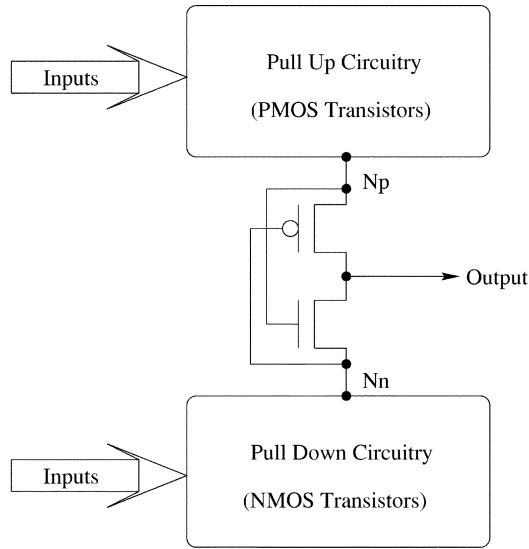 Pull Up Circuitry
Inputs
(PMOS Transistors)
Np
Output
Nn
Pull Down Circuitry
Inputs
(NMOS Transistors)